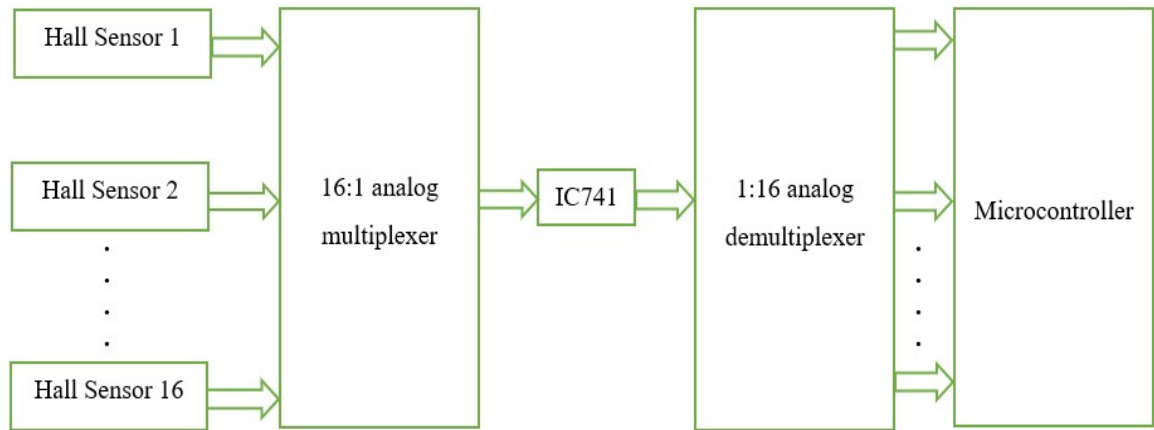 Hall Sensor 1
Hall Sensor 2
Hall Sensor 16
16:1 analog
multiplexer
IC741
1:16 analog
demultiplexer
Microcontroller